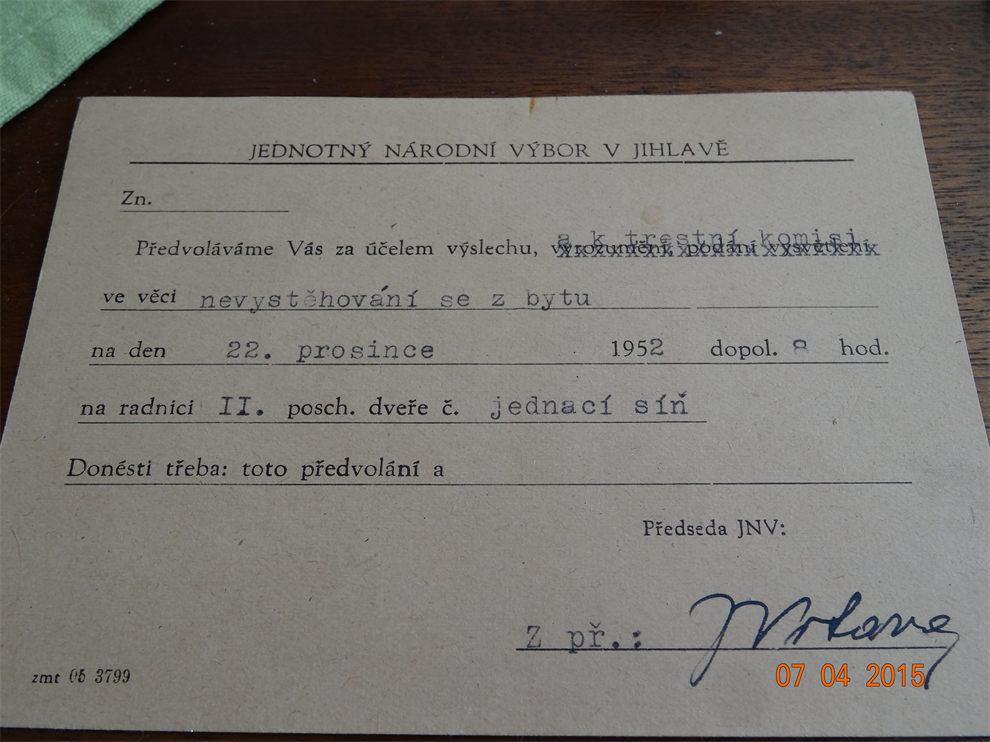 JEDNOTNÝ NÁRODNÍ VÝBOR V JIHLAVĚ
Zn.
a k trestní komisi
Předvoláváme Vás za účelem výslechu, vyrozumění, podání vysvětlení
ve věci nevystěhování se z bytu
na den 22. prosince 1952 dopol. 8 hod.
na radnici II. posch. dveře č. jednací síň
Donésti třeba: toto předvolání a
Předseda JNV:
Z př.:
zmt 05 3799
07 04 2015